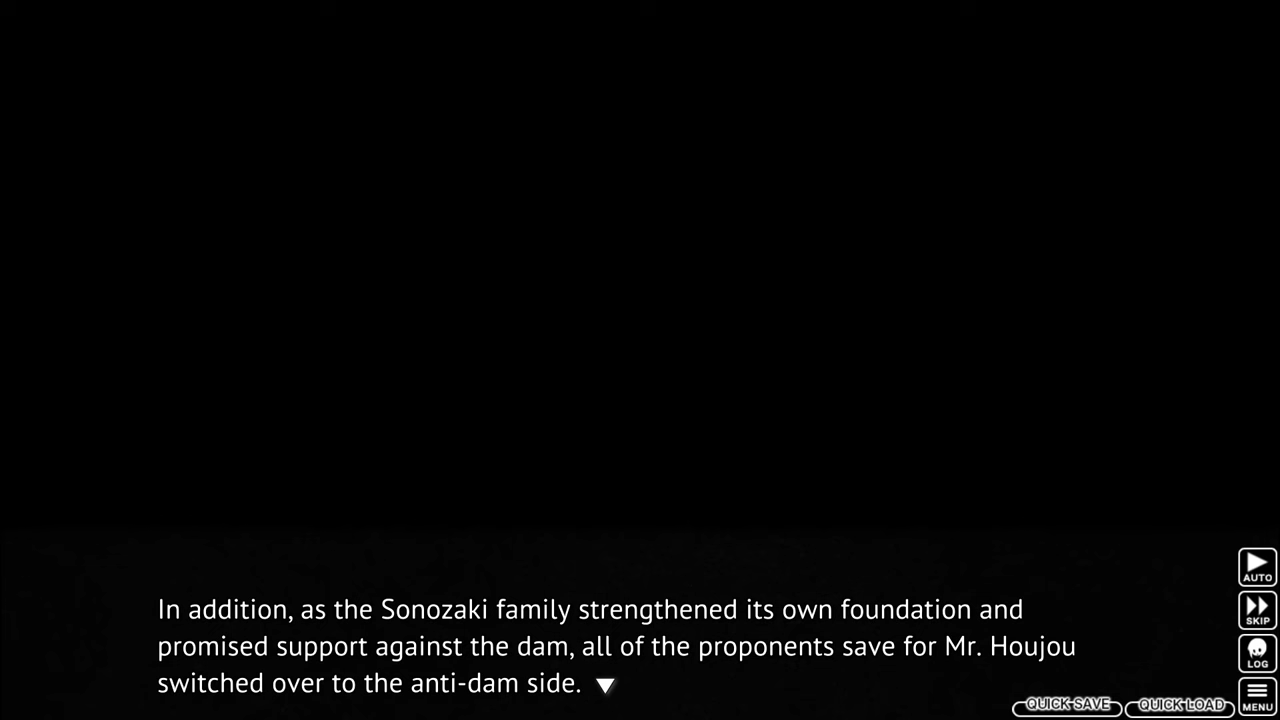 In addition, as the Sonozaki family strengthened its own foundation and
promised support against the dam, all of the proponents save for Mr. Houjou
switched over to the anti-dam side.
AUTO
SKIP
LOG
MENU
QUICK SAVE
QUICK LOAD